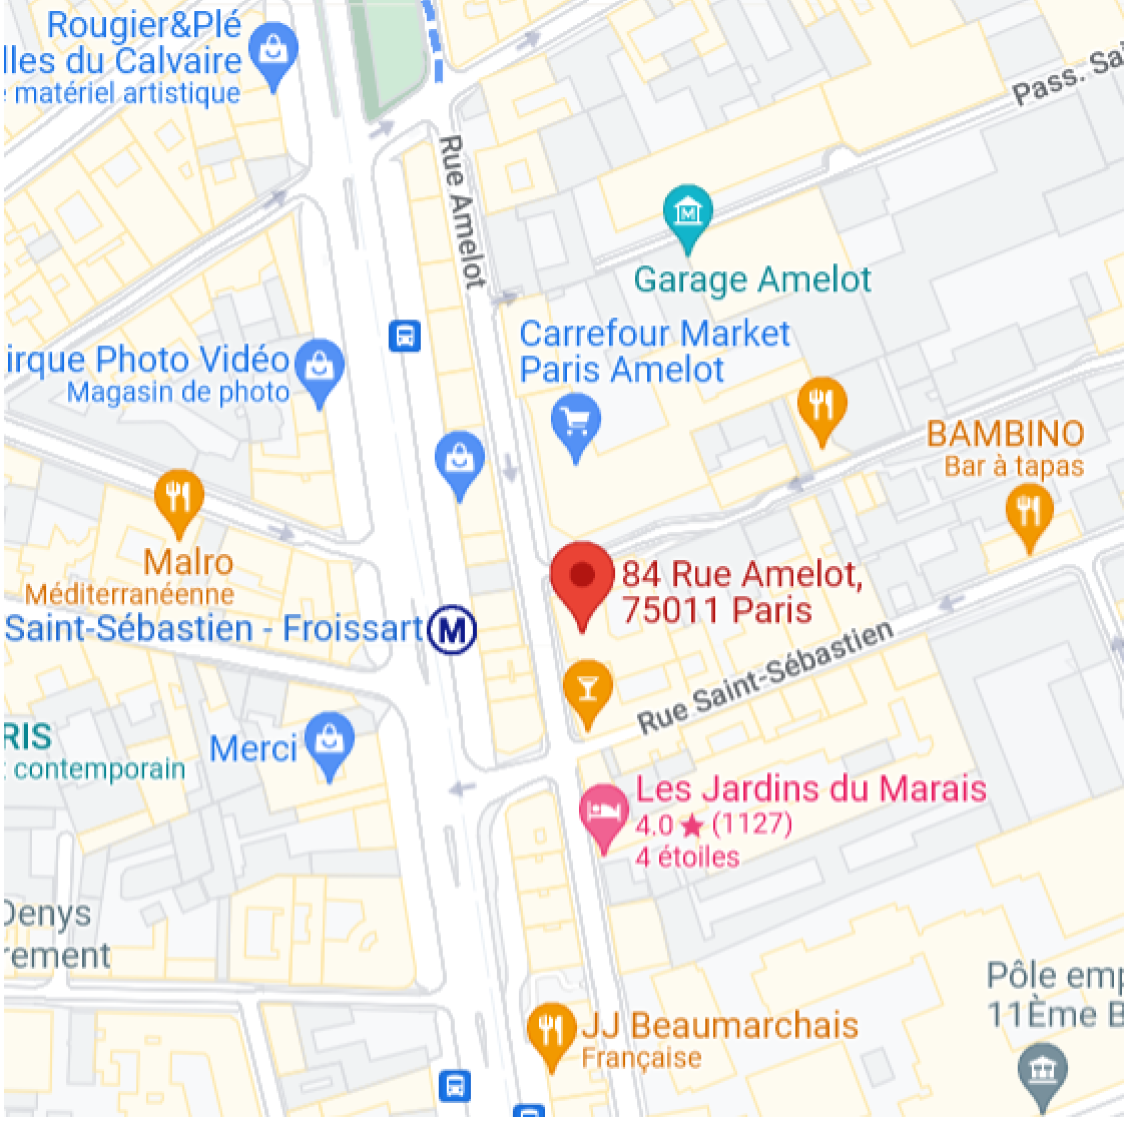 Rougier&Plé
lles du Calvaire
matériel artistique
Pass. Sai
Rue Amelot
Garage Amelot
Carrefour Market
Paris Amelot
irque Photo Vidéo
Magasin de photo
BAMBINO
Bar à tapas
Malro
Méditerranéenne
84 Rue Amelot,
75011 Paris
Saint-Sébastien - Froissart
M
Rue Saint-Sébastien
RIS
contemporain
Merci
Les Jardins du Marais
4.0 ★ (1127)
4 étoiles
Denys
rement
Pôle emp
11Ème B
JJ Beaumarchais
Française